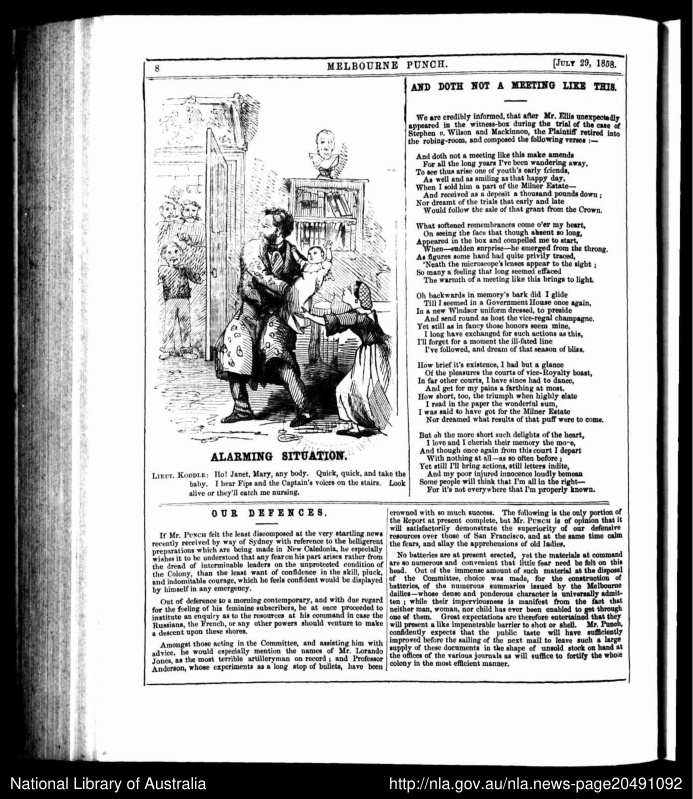 8
MELBOURNE PUNCH.
[JULY 29, 1858.
ALARMING SITUATION.
LIEUT. KODDLE: Ho! Janet, Mary, any body. Quick, quick, and take the
baby. I hear Fips and the Captain's voices on the stairs. Look
alive or they'll catch me nursing.
AND DOTH NOT A MEETING LIKE THIS.
We are credibly informed, that after Mr. Ellis unexpectedly
appeared in the witness-box during the trial of the case of
Stephen v. Wilson and Mackinnon, the Plaintiff retired into
the robing-room, and composed the following verses :—
And doth not a meeting like this make amends
For all the long years I've been wandering away,
To see thus arise one of youth's early friends,
As well and as smiling as that happy day,
When I sold him a part of the Milner Estate—
And received as a deposit a thousand pounds down ;
Nor dreamt of the trials that early and late
Would follow the sale of that grant from the Crown.
What softened remembrances come o'er my heart,
On seeing the face that though absent so long,
Appeared in the box and compelled me to start,
When—sudden surprise—he emerged from the throng.
As figures some hand had quite privily traced,
'Neath the microscope's lenses appear to the sight ;
So many a feeling that long seemed effaced
The warmth of a meeting like this brings to light.
Oh backwards in memory's bark did I glide
Till I seemed in a Government House once again,
In a new Windsor uniform dressed, to preside
And send round as host the vice-regal champagne.
Yet still as in fancy those honors seem mine,
I long have exchanged for such actions as this,
I'll forget for a moment the ill-fated line
I've followed, and dream of that season of bliss.
How brief it's existence, I had but a glance
Of the pleasures the courts of vice-Royalty boast,
In far other courts, I have since had to dance,
And get for my pains a farthing at most.
How short, too, the triumph when highly elate
I read in the paper the wonderful sum,
I was said to have got for the Milner Estate
Nor dreamed what results of that puff were to come.
But oh the more short such delights of the heart,
I love and I cherish their memory the more,
And though once again from this court I depart
With nothing at all—as so often before ;
Yet still I'll bring actions, still letters indite,
And my poor injured innocence loudly bemoan
Some people will think that I'm all in the right—
For it's not everywhere that I'm properly known.
OUR DEFENCES.
If MR. PUNCH felt the least discomposed at the very startling news
recently received by way of Sydney with reference to the belligerent
preparations which are being made in New Caledonia, he especially
wishes it to be understood that any fear on his part arises rather from
the dread of interminable leaders on the unprotected condition of
the Colony, than the least want of confidence in the skill, pluck,
and indomitable courage, which he feels confident would be displayed
by himself in any emergency.
Out of deference to a morning contemporary, and with due regard
for the feeling of his feminine subscribers, he at once proceeded to
institute an enquiry as to the resources at his command in case the
Russians, the French, or any other powers should venture to make
a descent upon these shores.
Amongst those acting in the Committee, and assisting him with
advice, he would especially mention the names of Mr. Lorando
Jones, as the most terrible artilleryman on record ; and Professor
Anderson, whose experiments as a long stop of bullets, have been
crowned with so much success. The following is the only portion of
the Report at present complete, but MR. PUNCH is of opinion that it
will satisfactorily demonstrate the superiority of our defensive
resources over those of San Francisco, and at the same time calm
the fears, and allay the apprehensions of old ladies.
No batteries are at present erected, yet the materials at command
are so numerous and convenient that little fear need be felt on this
head. Out of the immense amount of such material at the disposal
of the Committee, choice was made, for the construction of
batteries, of the numerous summaries issued by the Melbourne
dailies—whose dense and ponderous character is universally admit-
ten ; while their imperviousness is manifest from the fact that
neither man, woman, nor child has ever been enabled to get through
one of them. Great expectations are therefore entertained that they
will present a like impenetrable barrier to shot or shell. MR. PUNCH,
confidently expects that the public taste will have sufficiently
improved before the sailing of the next mail to leave such a large
supply of these documents in the shape of unsold stock on hand at
the offices of the various journals as will suffice to fortify the whole
colony in the most efficient manner.
National Library of Australia
http://nla.gov.au/nla.news-page20491092